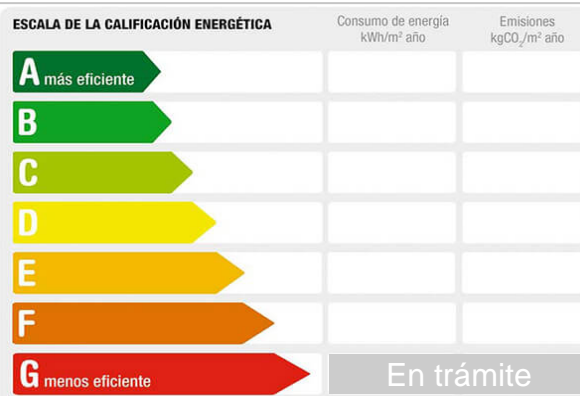 ESCALA DE LA CALIFICACIÓN ENERGÉTICA
Consumo de energía
kWh/m² año
Emisiones
kgCO₂/m² año
A más eficiente
B
C
D
E
F
G menos eficiente
En trámite